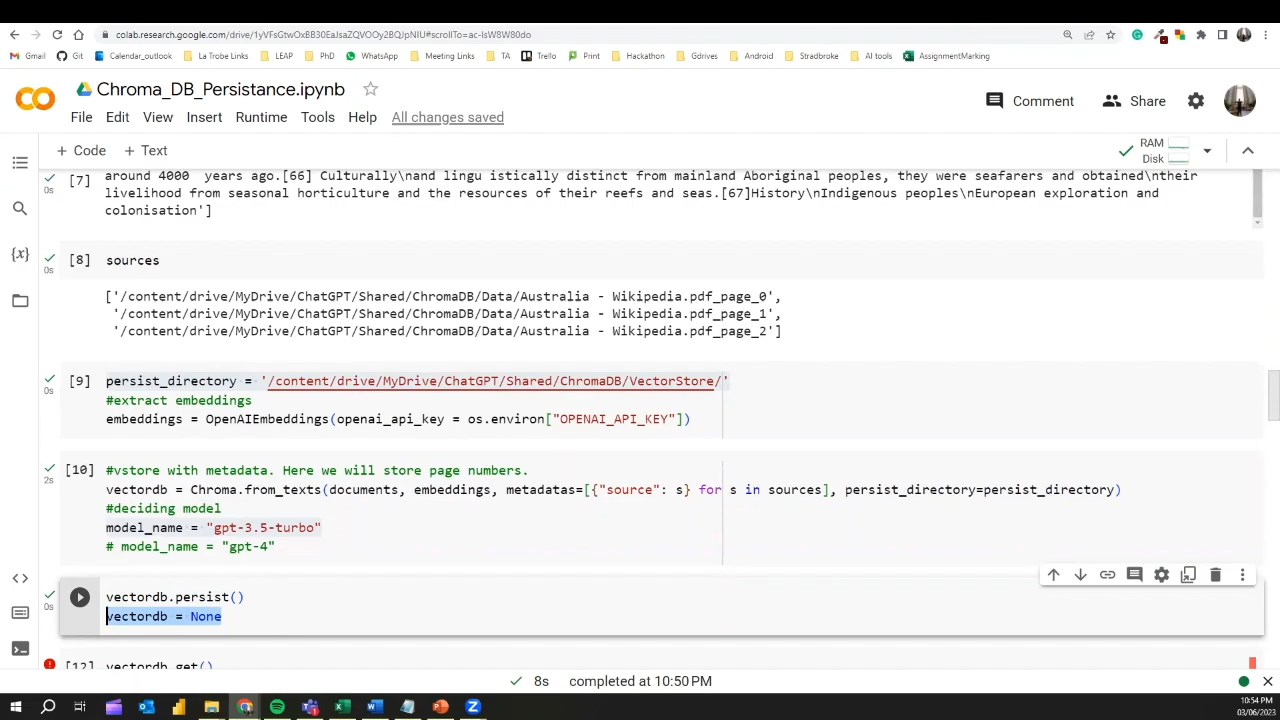 colab.research.google.com/drive/1yVFsGtwOxBB30EaJsaZQVOOy2BQJpNIU#scrollTo=ac-IsW8W80do
Gmail Git Calendar_outlook La Trobe Links LEAP PhD WhatsApp Meeting Links TA Trello Print Hackathon Gdrives Android Stradbroke AI tools AssignmentMarking
Chroma_DB_Persistance.ipynb
Comment Share
File Edit View Insert Runtime Tools Help All changes saved
+ Code + Text
RAM
Disk
around 4000 years ago.[66] Culturally\nand lingu istically distinct from mainland Aboriginal peoples, they were seafarers and obtained\ntheir
[7]
0s
livelihood from seasonal horticulture and the resources of their reefs and seas.[67]History\nIndigenous peoples\nEuropean exploration and
colonisation']
[8] sources
0s
['/content/drive/MyDrive/ChatGPT/Shared/ChromaDB/Data/Australia - Wikipedia.pdf_page_0',
'/content/drive/MyDrive/ChatGPT/Shared/ChromaDB/Data/Australia - Wikipedia.pdf_page_1',
'/content/drive/MyDrive/ChatGPT/Shared/ChromaDB/Data/Australia - Wikipedia.pdf_page_2']
[9] persist_directory = '/content/drive/MyDrive/ChatGPT/Shared/ChromaDB/VectorStore/'
0s
#extract embeddings
embeddings = OpenAIEmbeddings(openai_api_key = os.environ["OPENAI_API_KEY"])
[10] #vstore with metadata. Here we will store page numbers.
2s
vectordb = Chroma.from_texts(documents, embeddings, metadatas=[{"source": s} for s in sources], persist_directory=persist_directory)
#deciding model
model_name = "gpt-3.5-turbo"
# model_name = "gpt-4"
vectordb.persist()
0s
vectordb = None
[12] vectordb.get()
8s completed at 10:50 PM
10:54 PM
03/06/2023